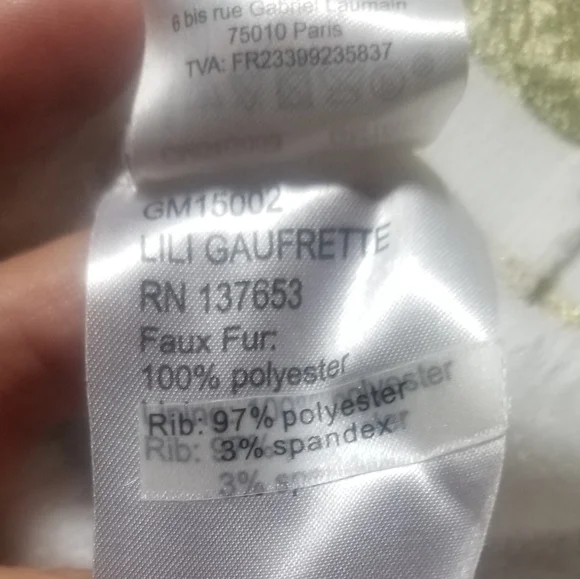 6 bis rue Gabriel Laumain
75010 Paris
TVA: FR23399235837
GM15002
LILI GAUFRETTE
RN 137653
Faux Fur:
100% polyester
Rib: 97% polyester
3% spandex